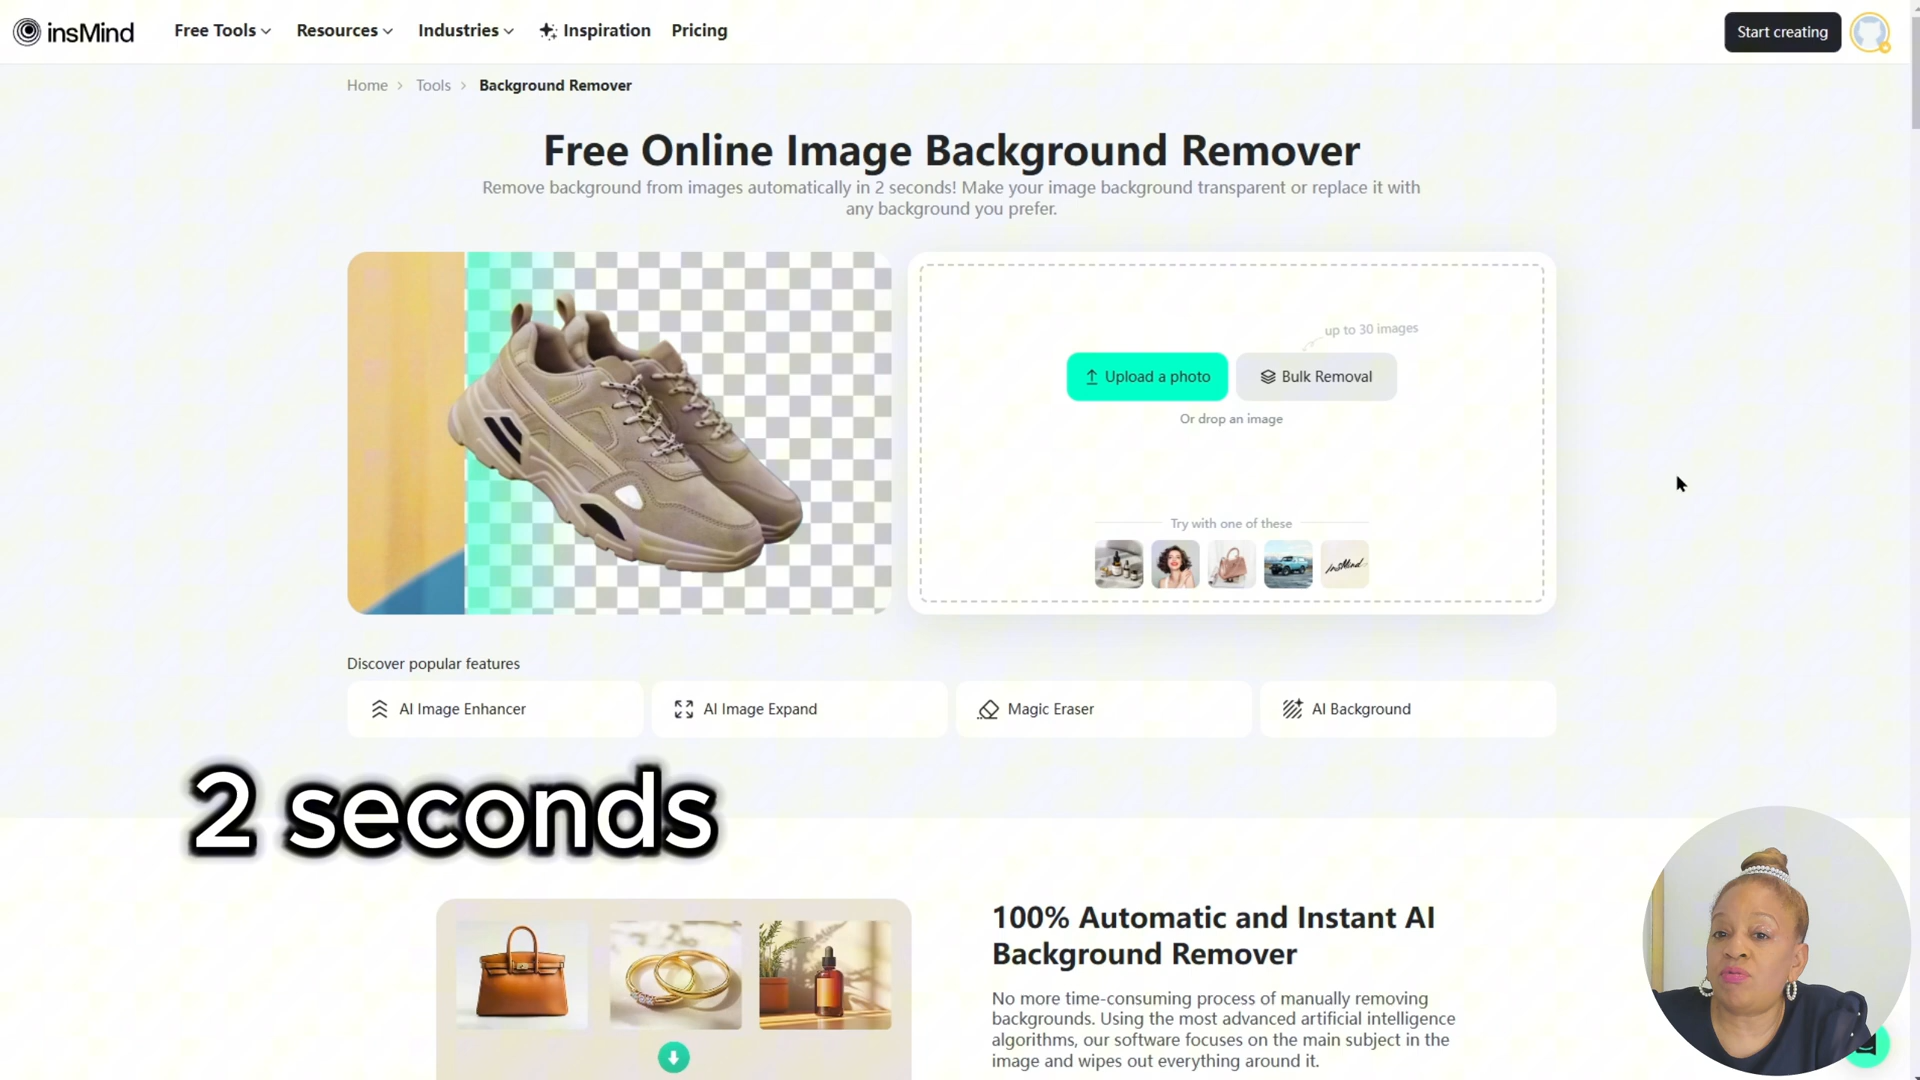 insMind
Free Tools
Resources
Industries
Inspiration
Pricing
Start creating
Home > Tools > Background Remover
Free Online Image Background Remover
Remove background from images automatically in 2 seconds! Make your image background transparent or replace it with
any background you prefer.
up to 30 images
Upload a photo
Bulk Removal
Or drop an image
Try with one of these
insMind
Discover popular features
AI Image Enhancer
AI Image Expand
Magic Eraser
AI Background
2 seconds
100% Automatic and Instant AI
Background Remover
No more time-consuming process of manually removing
backgrounds. Using the most advanced artificial intelligence
algorithms, our software focuses on the main subject in the
image and wipes out everything around it.